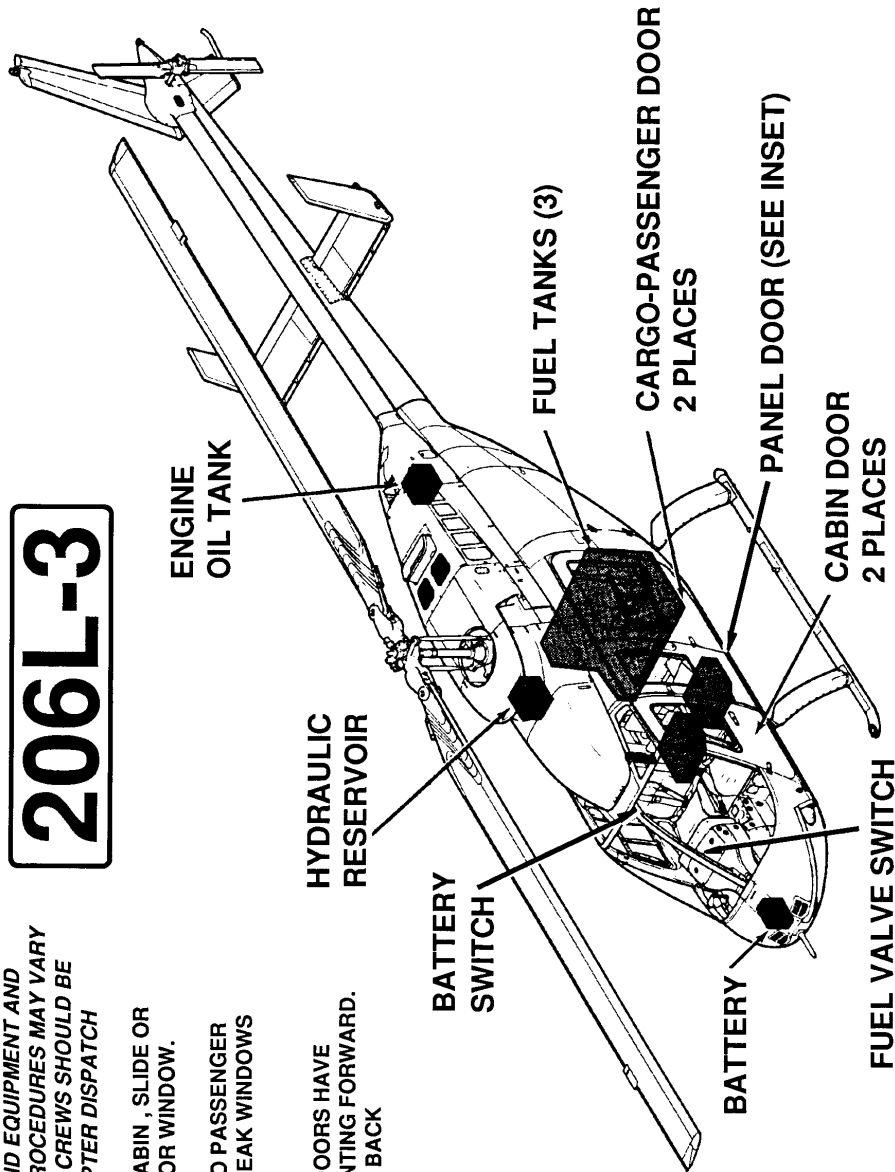 206L-3
ID EQUIPMENT AND
ROCEDURES MAY VARY
CREWS SHOULD BE
PTER DISPATCH
ABIN , SLIDE OR
OR WINDOW.
O PASSENGER
EAK WINDOWS
OORS HAVE
NTING FORWARD.
BACK
ENGINE
OIL TANK
HYDRAULIC
RESERVOIR
BATTERY
SWITCH
BATTERY
FUEL TANKS (3)
CARGO-PASSENGER DOOR
2 PLACES
PANEL DOOR (SEE INSET)
CABIN DOOR
2 PLACES
FUEL VALVE SWITCH